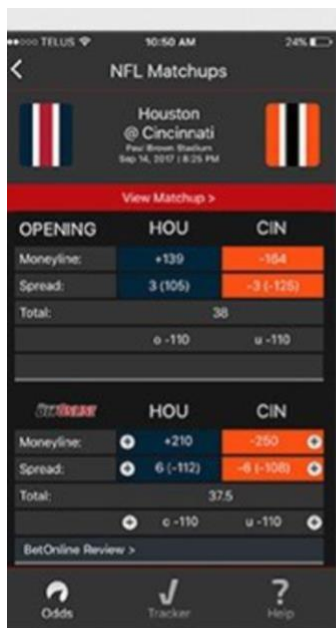 ●●○○○ TELUS 10:50 AM 24%
< NFL Matchups
Houston
@ Cincinnati
Paul Brown Stadium
Sep 14, 2017 | 8:25 PM
View Matchup >
OPENING HOU CIN
Moneyline: +139 -164
Spread: 3 (105) -3 (-125)
Total: 38
o -110 u -110
BETONLINE HOU CIN
Moneyline: +210 -250
Spread: 6 (-112) -6 (-108)
Total: 37.5
o -110 u -110
BetOnline Review >
Odds Tracker ? Help